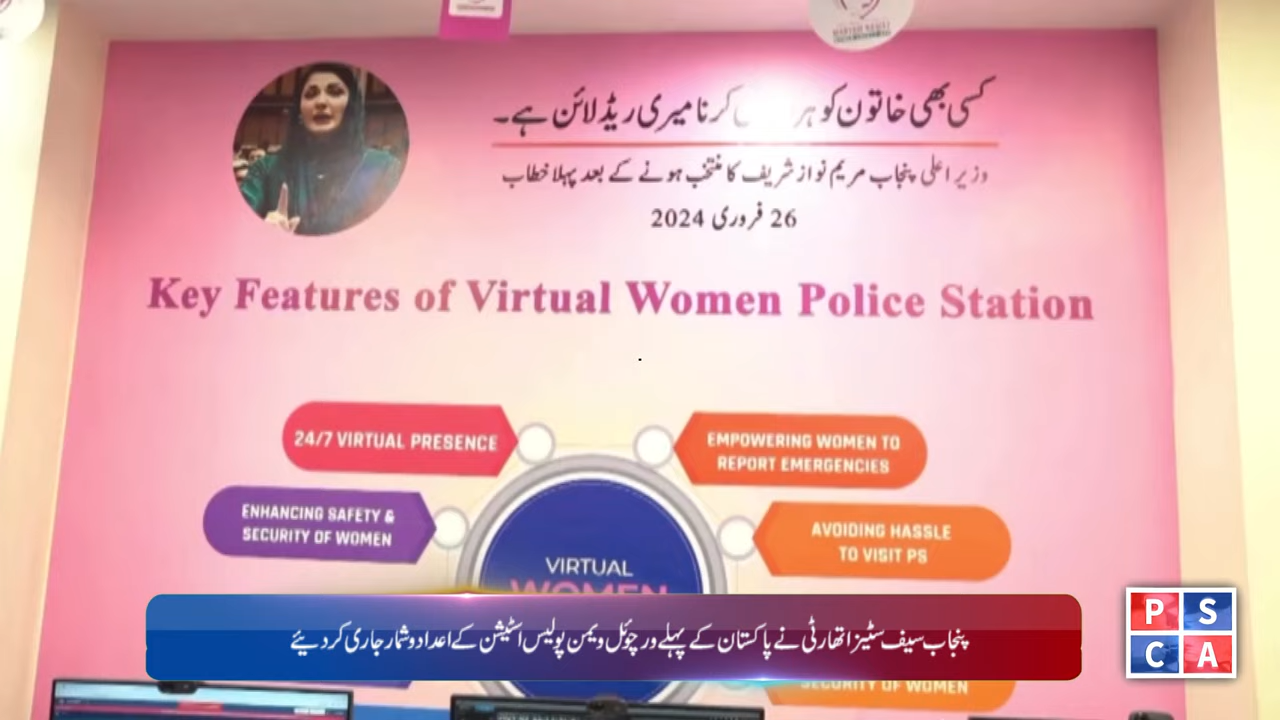 کسی بھی خاتون کو ہر کرنا میری ریڈ لائن ہے۔
وزیر اعلیٰ پنجاب مریم نواز شریف کا منتخب ہونے کے بعد پہلا خطاب
26 فروری 2024
Key Features of Virtual Women Police Station
24/7 VIRTUAL PRESENCE
EMPOWERING WOMEN TO
REPORT EMERGENCIES
ENHANCING SAFETY &
SECURITY OF WOMEN
AVOIDING HASSLE
TO VISIT PS
VIRTUAL
WOMEN
پنجاب سیف سٹیز اتھارٹی نے پاکستان کے پہلے ورچوئل ویمن پولیس اسٹیشن کے اعداد و شمار جاری کر دیئے
SECURITY OF WOMEN
P S
C A